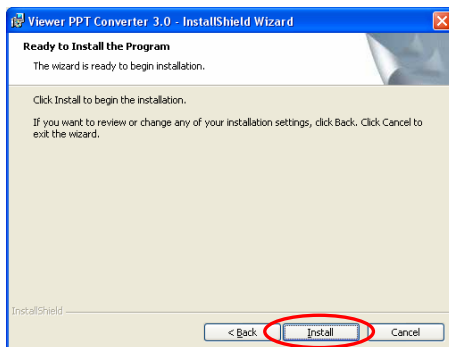 Viewer PPT Converter 3.0 - InstallShield Wizard
Ready to Install the Program
The wizard is ready to begin installation.
Click Install to begin the installation.
If you want to review or change any of your installation settings, click Back. Click Cancel to
exit the wizard.
InstallShield
< Back Install Cancel